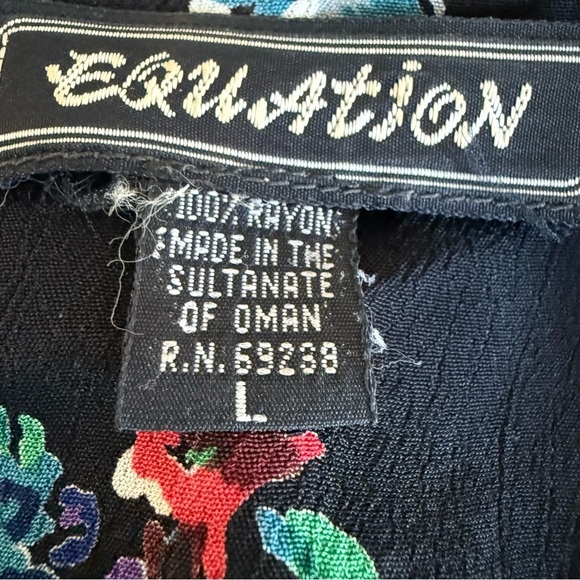 EQUATION
100% RAYON
MADE IN THE
SULTANATE
OF OMAN
R.N. 69238
L